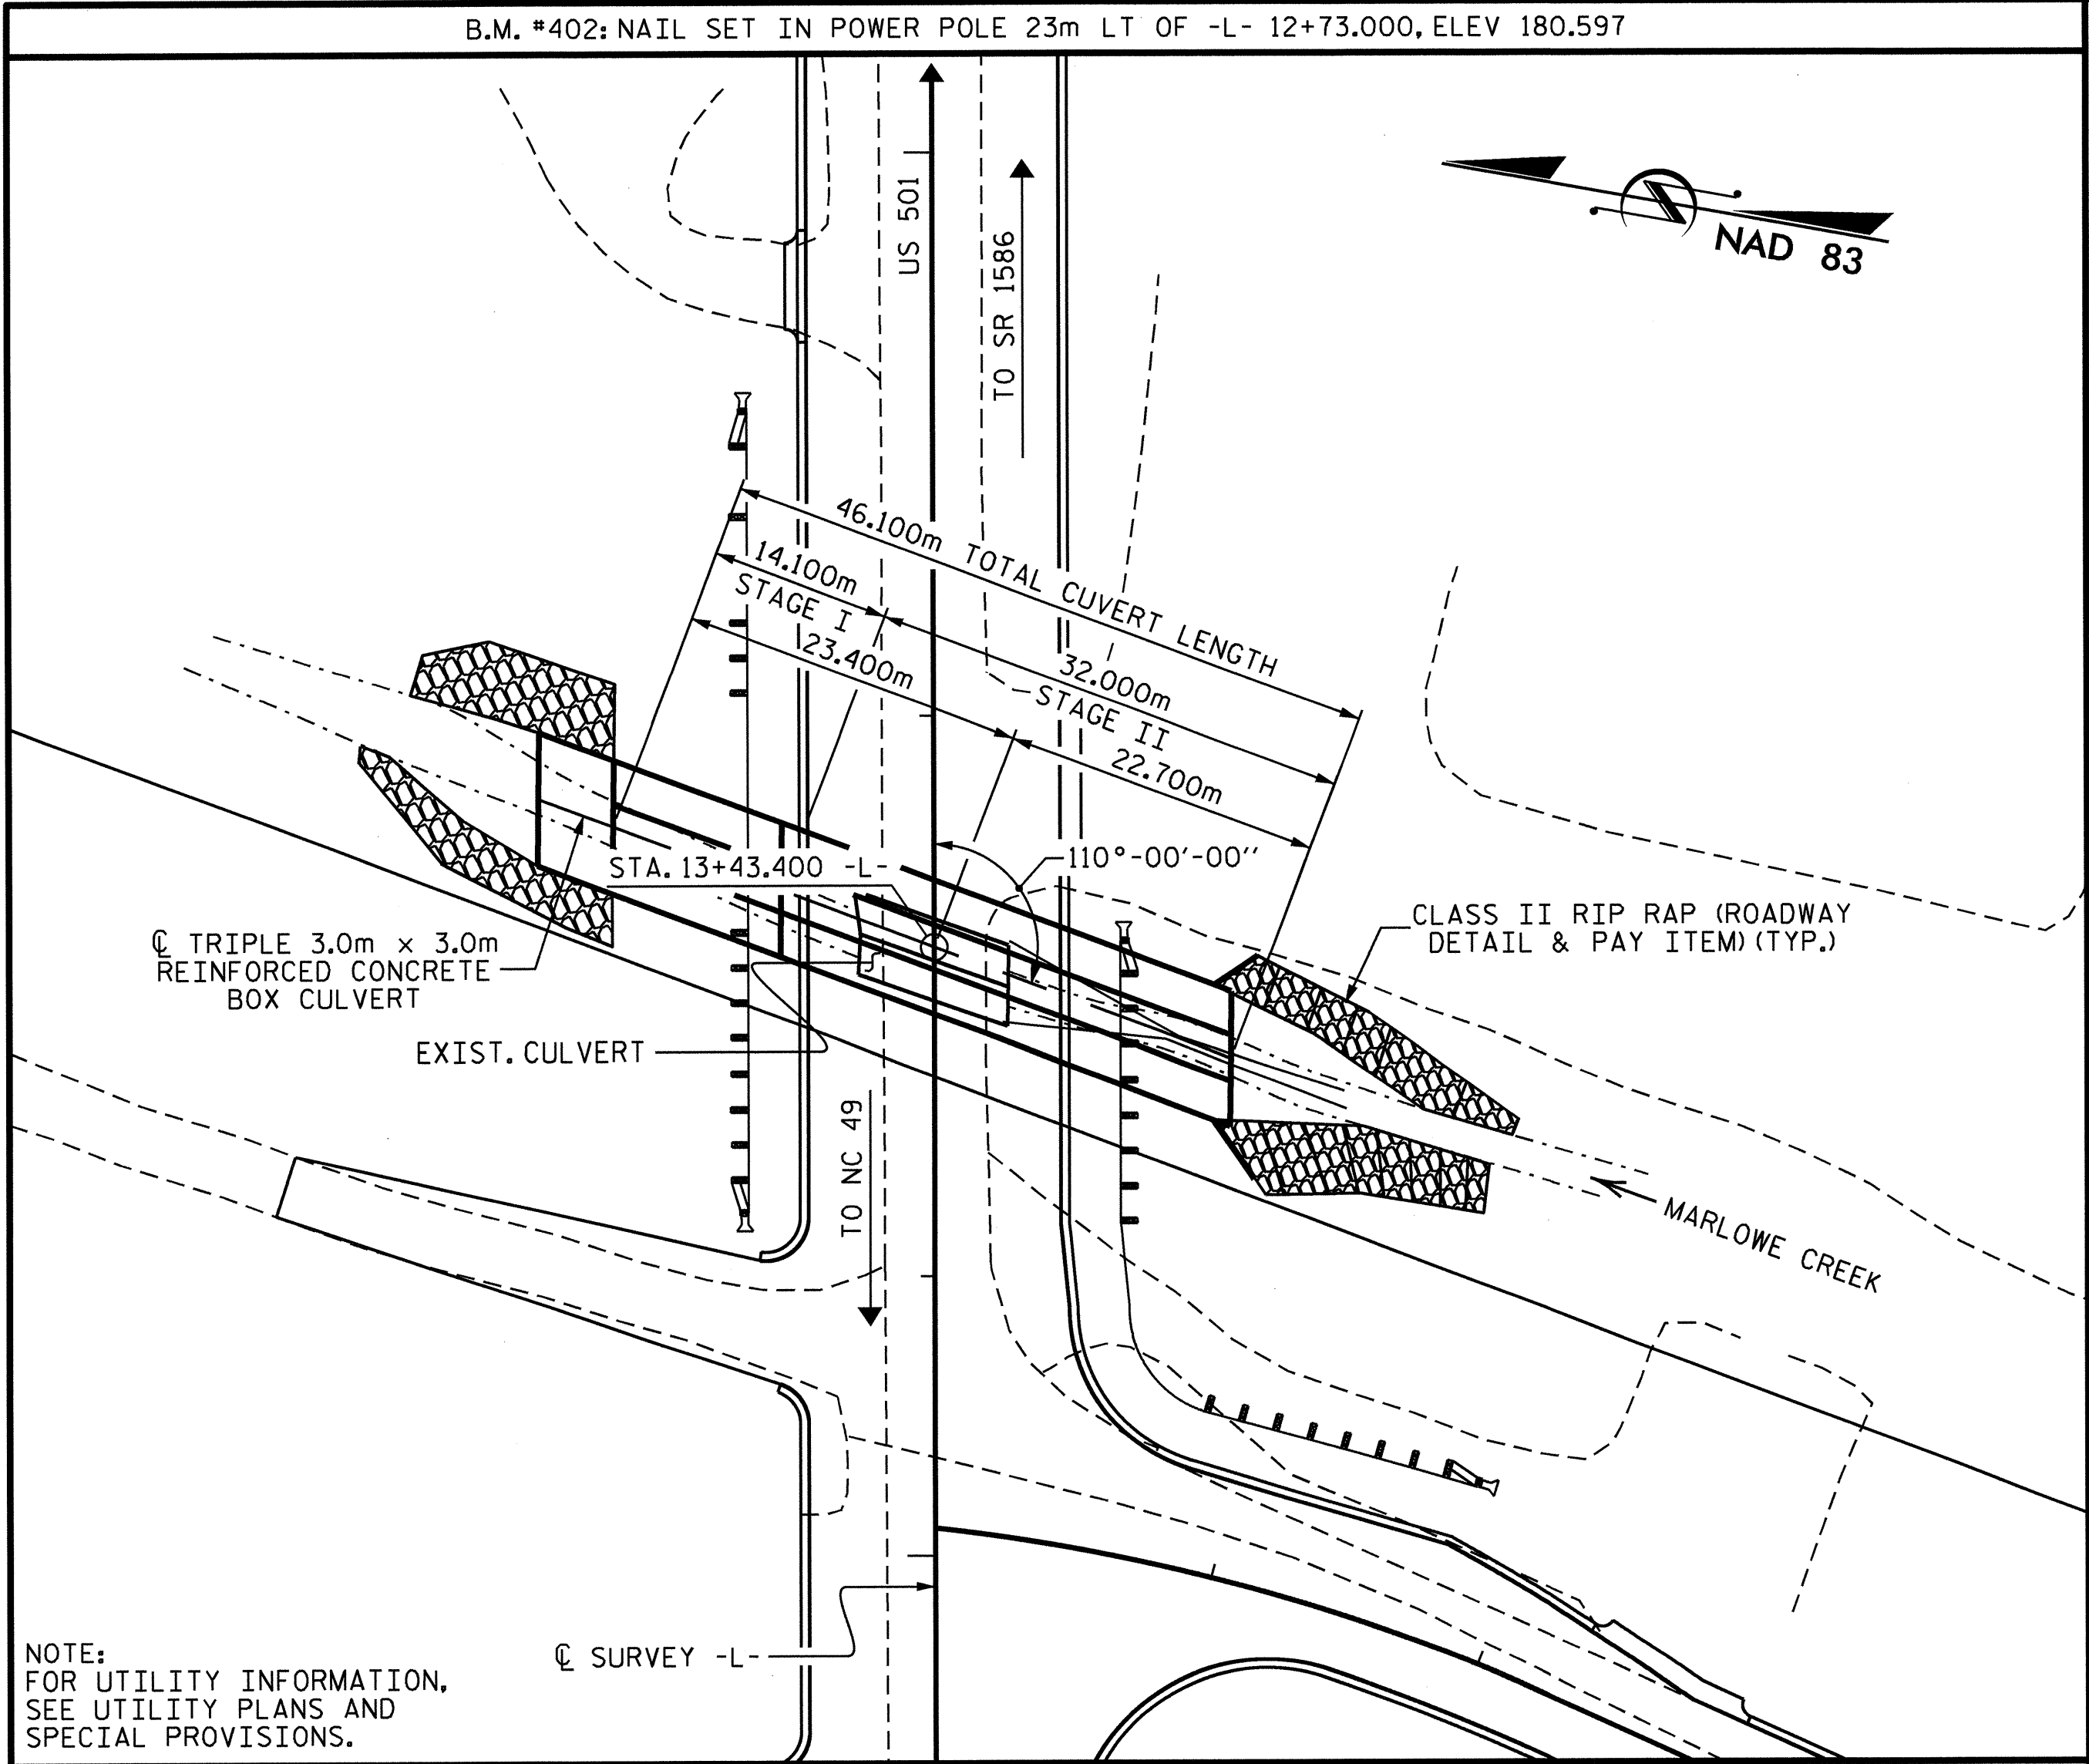 B.M. #402: NAIL SET IN POWER POLE 23m LT OF -L- 12+73.000, ELEV 180.597
US 501
TO SR 1586
NAD 83
46.100m TOTAL CUVERT LENGTH
14.100m
STAGE I
23.400m
32.000m
STAGE II
22.700m
STA. 13+43.400 -L-
110°-00'-00"
CLASS II RIP RAP (ROADWAY
DETAIL & PAY ITEM) (TYP.)
℄ TRIPLE 3.0m x 3.0m
REINFORCED CONCRETE
BOX CULVERT
EXIST. CULVERT
TO NC 49
MARLOWE CREEK
℄ SURVEY -L-
NOTE:
FOR UTILITY INFORMATION,
SEE UTILITY PLANS AND
SPECIAL PROVISIONS.